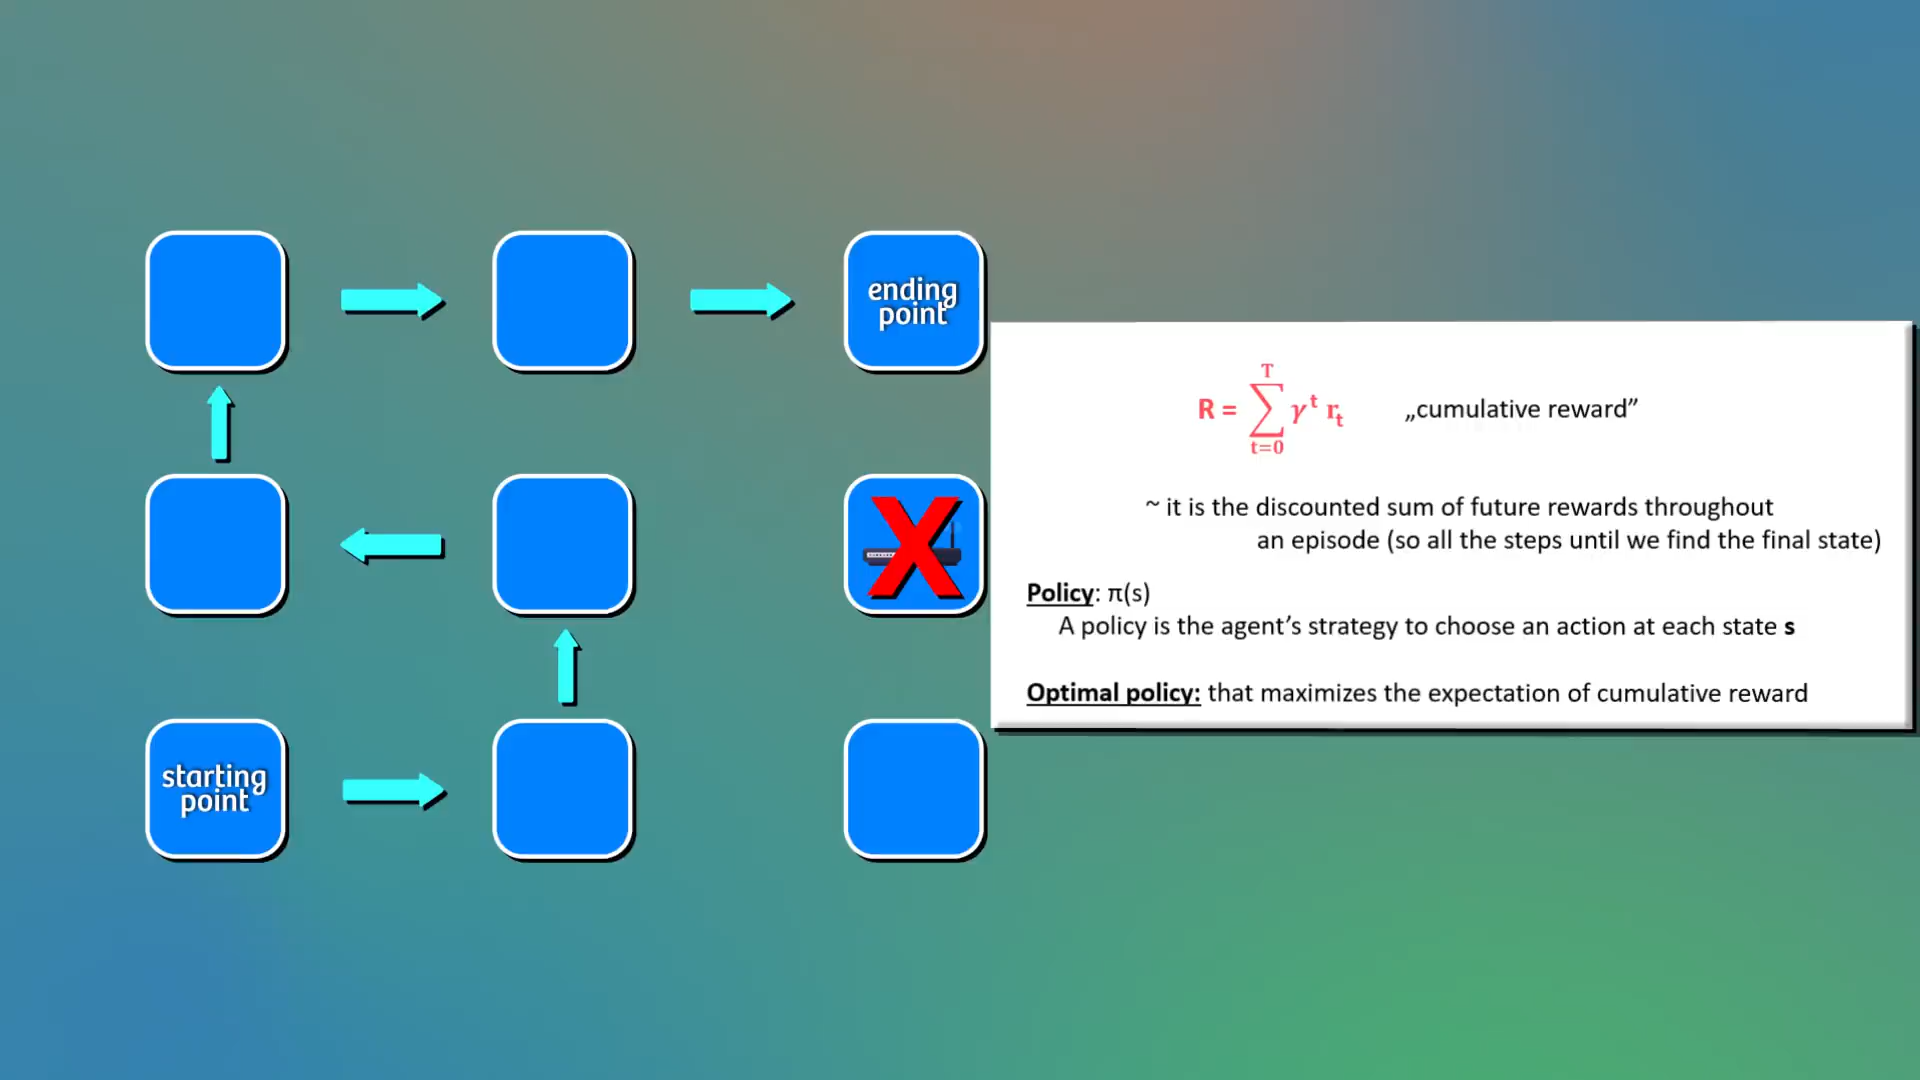 ending
point
starting
point
R = ∑ γ^t r_t „cumulative reward”
T
t=0
~ it is the discounted sum of future rewards throughout
an episode (so all the steps until we find the final state)
Policy: π(s)
A policy is the agent’s strategy to choose an action at each state s
Optimal policy: that maximizes the expectation of cumulative reward